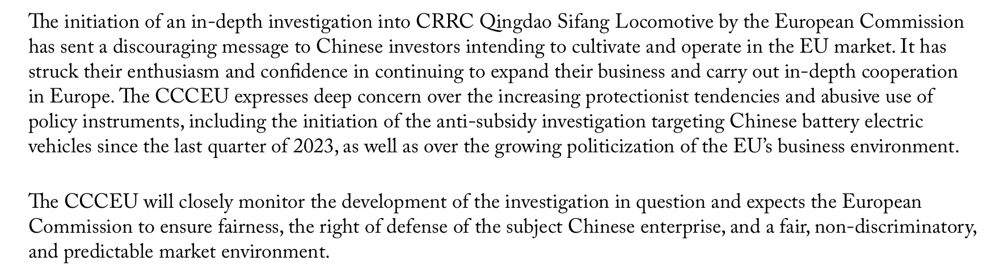 The initiation of an in-depth investigation into CRRC Qingdao Sifang Locomotive by the European Commission
has sent a discouraging message to Chinese investors intending to cultivate and operate in the EU market. It has
struck their enthusiasm and confidence in continuing to expand their business and carry out in-depth cooperation
in Europe. The CCCEU expresses deep concern over the increasing protectionist tendencies and abusive use of
policy instruments, including the initiation of the anti-subsidy investigation targeting Chinese battery electric
vehicles since the last quarter of 2023, as well as over the growing politicization of the EU’s business environment.
The CCCEU will closely monitor the development of the investigation in question and expects the European
Commission to ensure fairness, the right of defense of the subject Chinese enterprise, and a fair, non-discriminatory,
and predictable market environment.